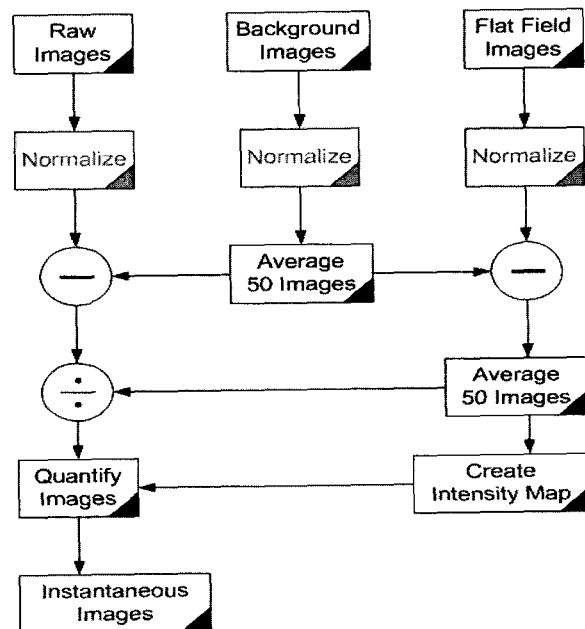 Raw
Images
Background
Images
Flat Field
Images
Normalize
Normalize
Normalize
Average
50 Images
Average
50 Images
Quantify
Images
Create
Intensity Map
Instantaneous
Images